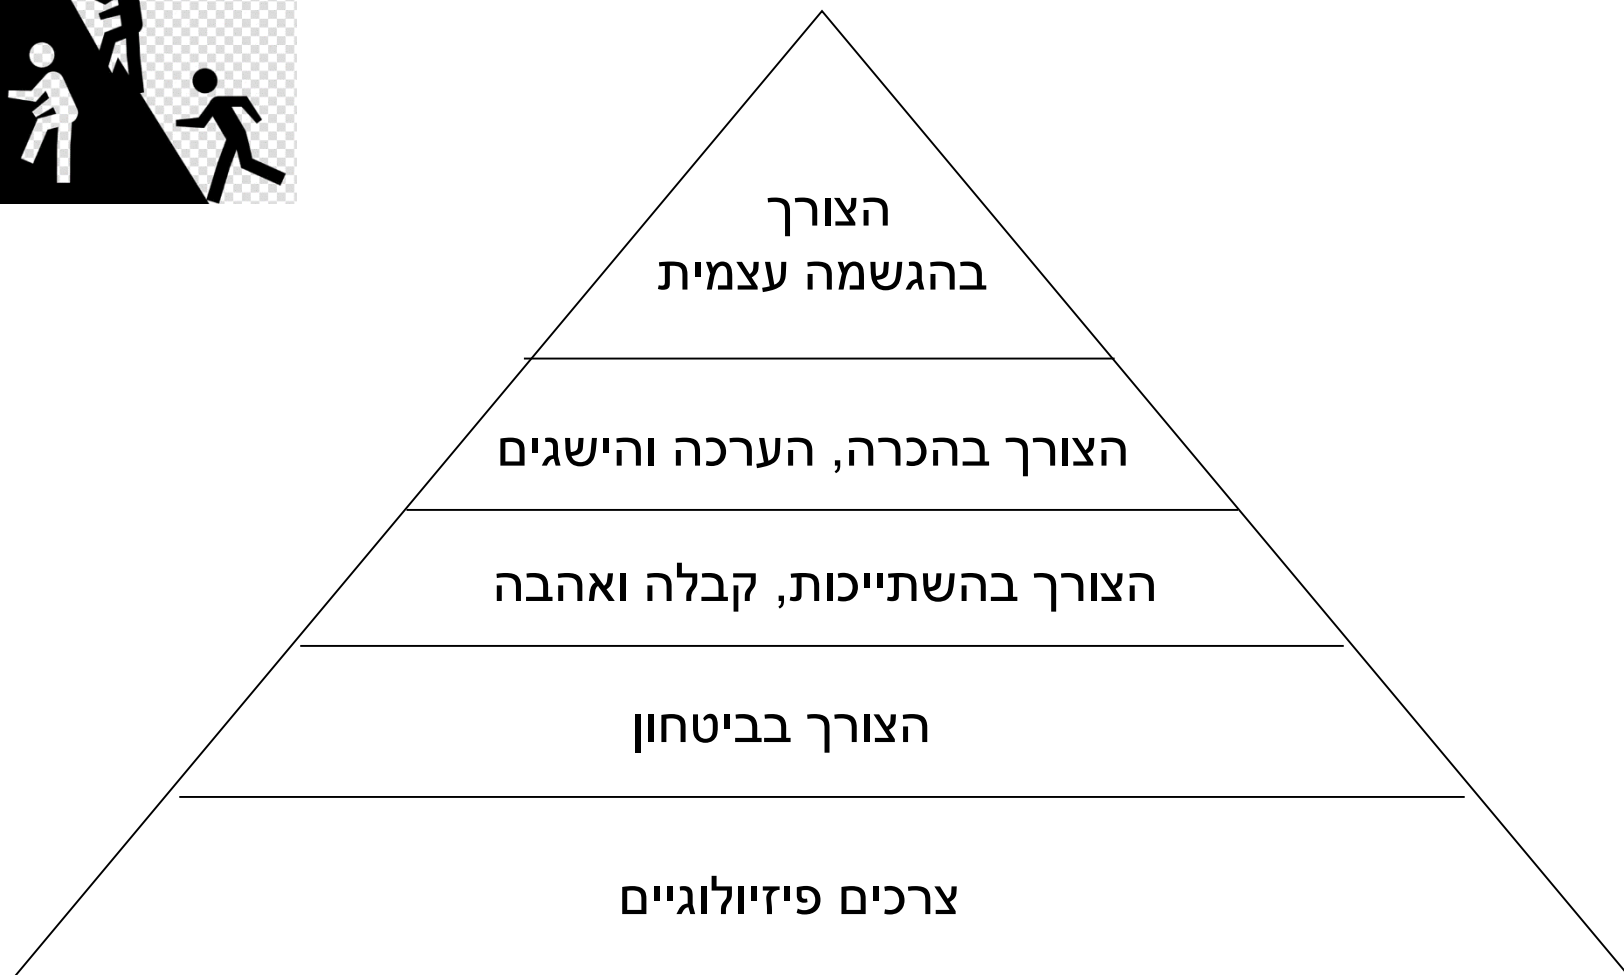 הצורך
בהגשמה עצמית
הצורך בהכרה, הערכה והישגים
הצורך בהשתייכות, קבלה ואהבה
הצורך בביטחון
צרכים פיזיולוגיים